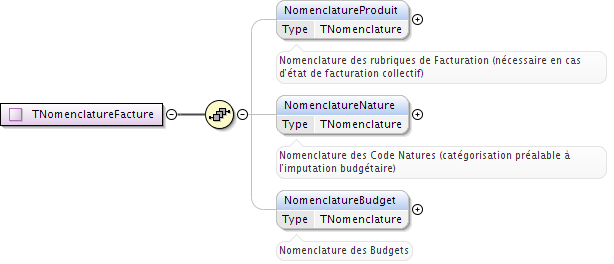 NomenclatureProduit
Type TNomenclature
Nomenclature des rubriques de Facturation (nécessaire en cas
d'état de facturation collectif)
TNomenclatureFacture
NomenclatureNature
Type TNomenclature
Nomenclature des Code Natures (catégorisation préalable à
l'imputation budgétaire)
NomenclatureBudget
Type TNomenclature
Nomenclature des Budgets